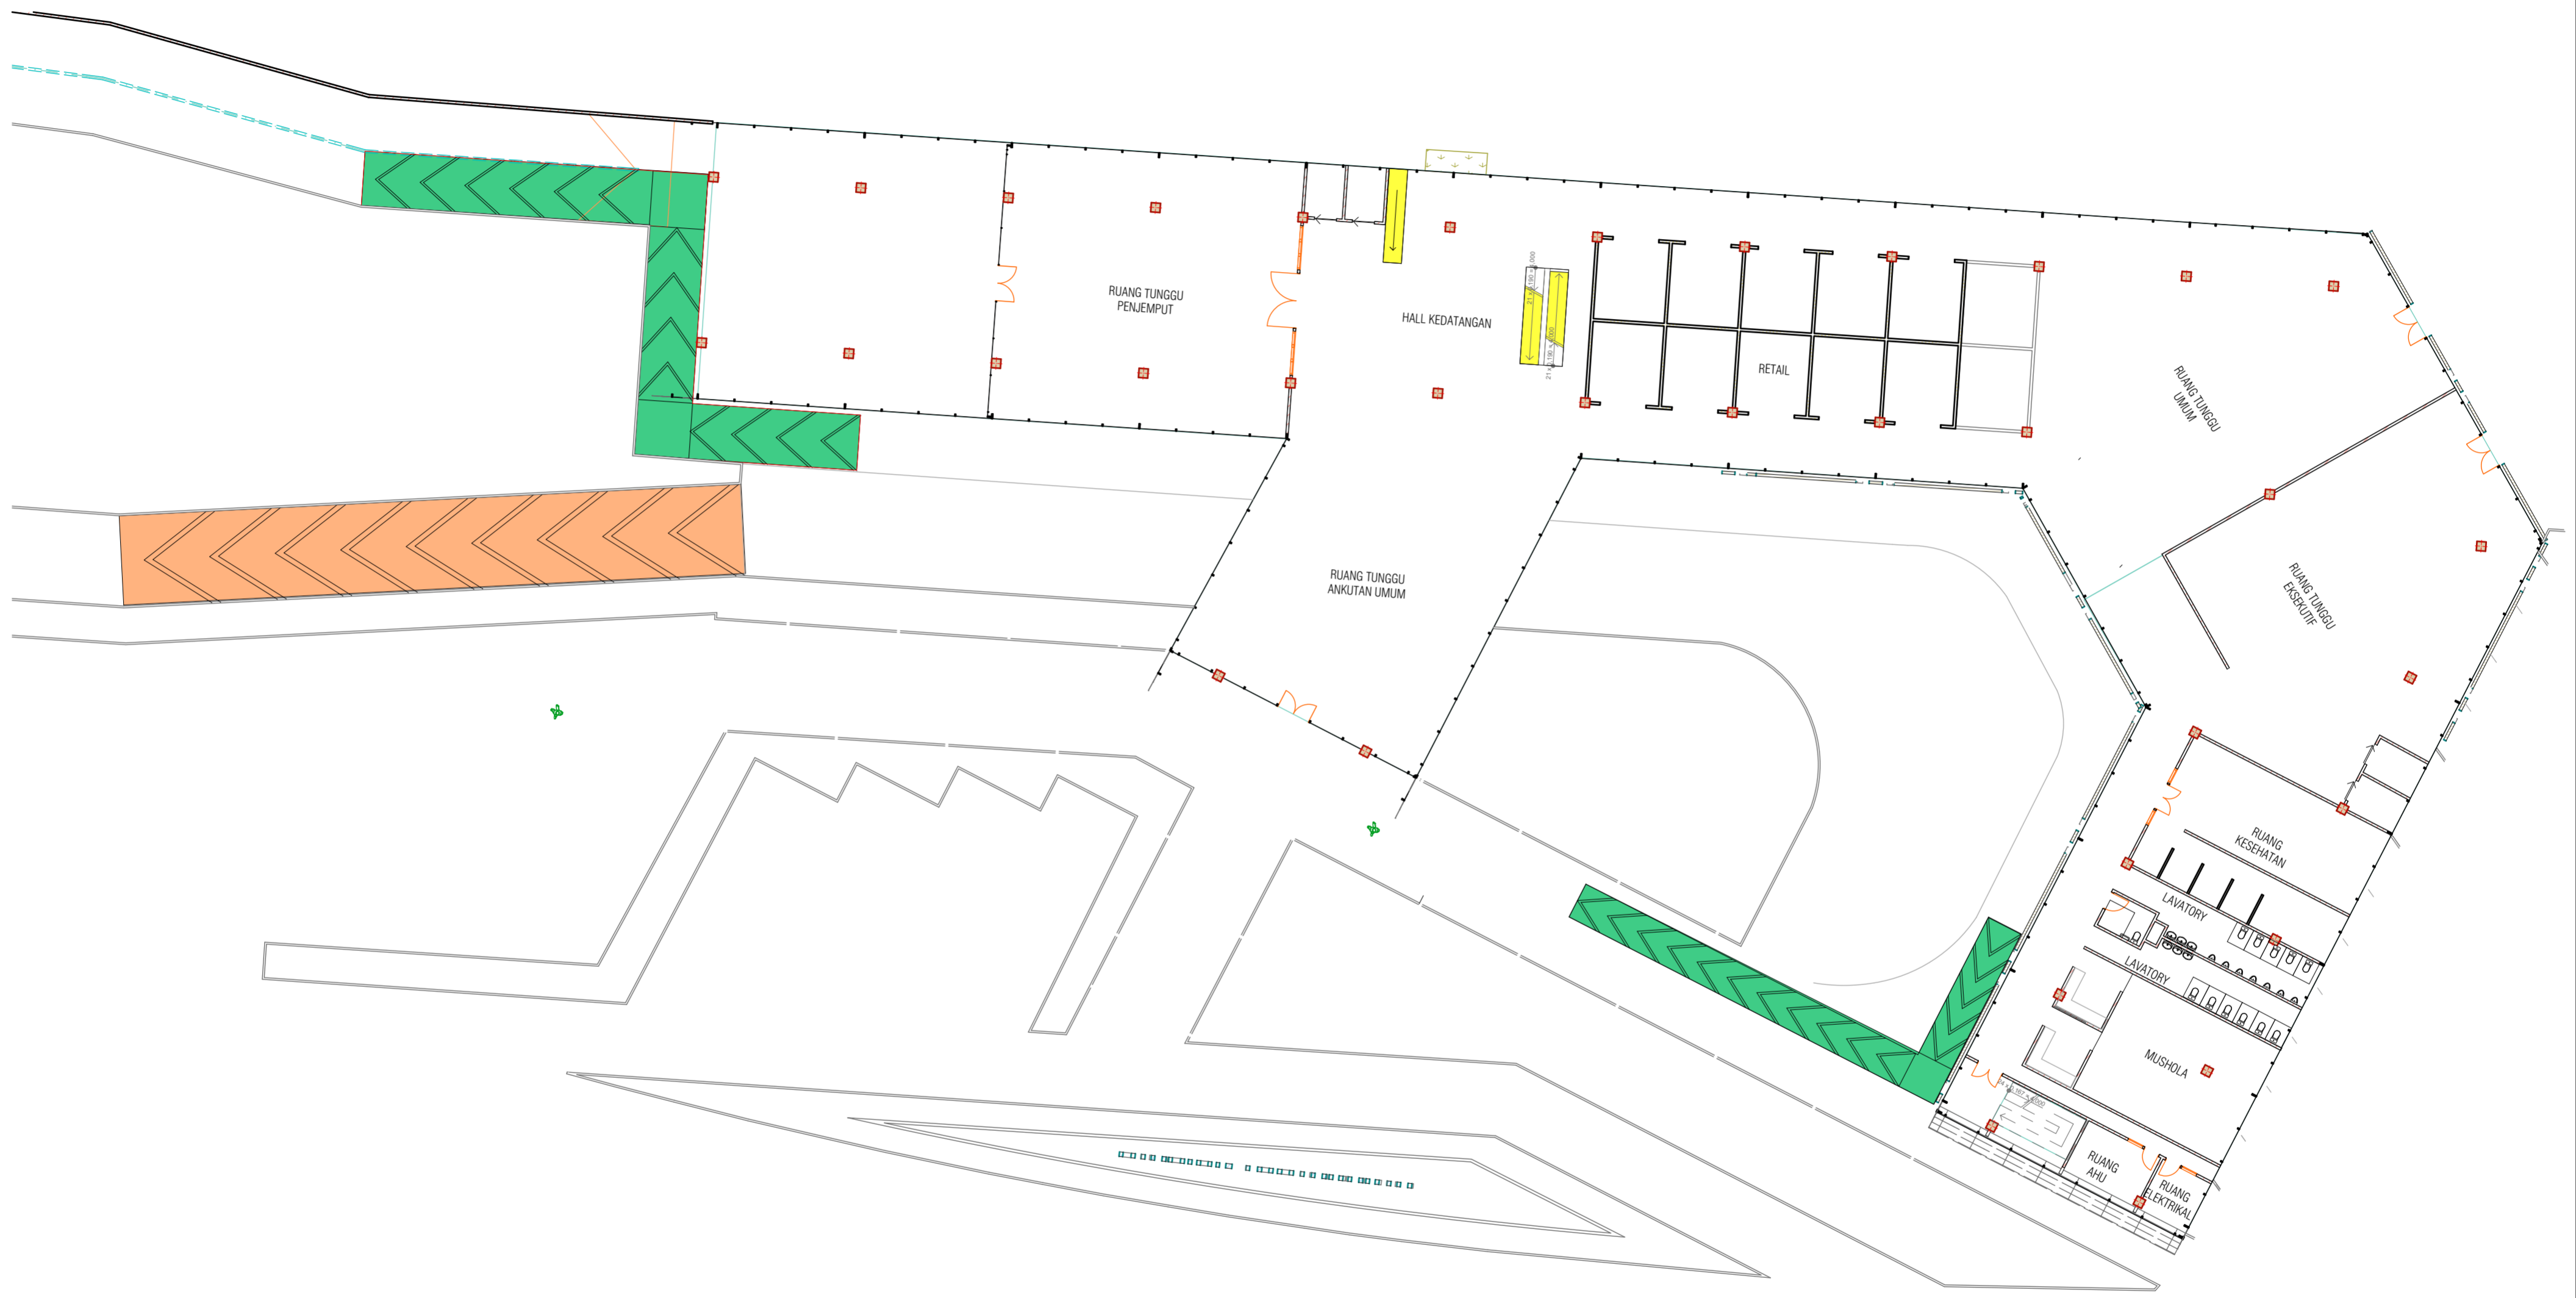 RUANG TUNGGU
PENJEMPUT
HALL KEDATANGAN
RETAIL
RUANG TUNGGU
UMUM
RUANG TUNGGU
EKSEKUTIF
RUANG TUNGGU
ANKUTAN UMUM
RUANG
KESEHATAN
LAVATORY
LAVATORY
MUSHOLA
RUANG
AHU
RUANG
ELEKTRIKAL